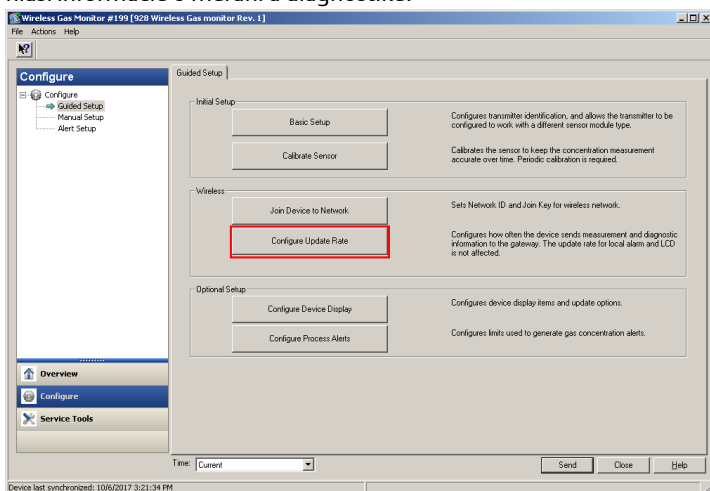 Wireless Gas Monitor #199 [928 Wireless Gas monitor Rev. 1]
File Actions Help
Configure
Configure
Guided Setup
Manual Setup
Alert Setup
Overview
Configure
Service Tools
Guided Setup
Initial Setup
Basic Setup
Configures transmitter identification, and allows the transmitter to be
configured to work with a different sensor module type.
Calibrate Sensor
Calibrates the sensor to keep the concentration measurement
accurate over time. Periodic calibration is required.
Wireless
Join Device to Network
Sets Network ID and Join Key for wireless network.
Configure Update Rate
Configures how often the device sends measurement and diagnostic
information to the gateway. The update rate for local alarm and LCD
is not affected.
Optional Setup
Configure Device Display
Configures device display items and update options.
Configure Process Alerts
Configures limits used to generate gas concentration alerts.
Time: Current
Send Close Help
Device last synchronized: 10/6/2017 3:21:34 PM